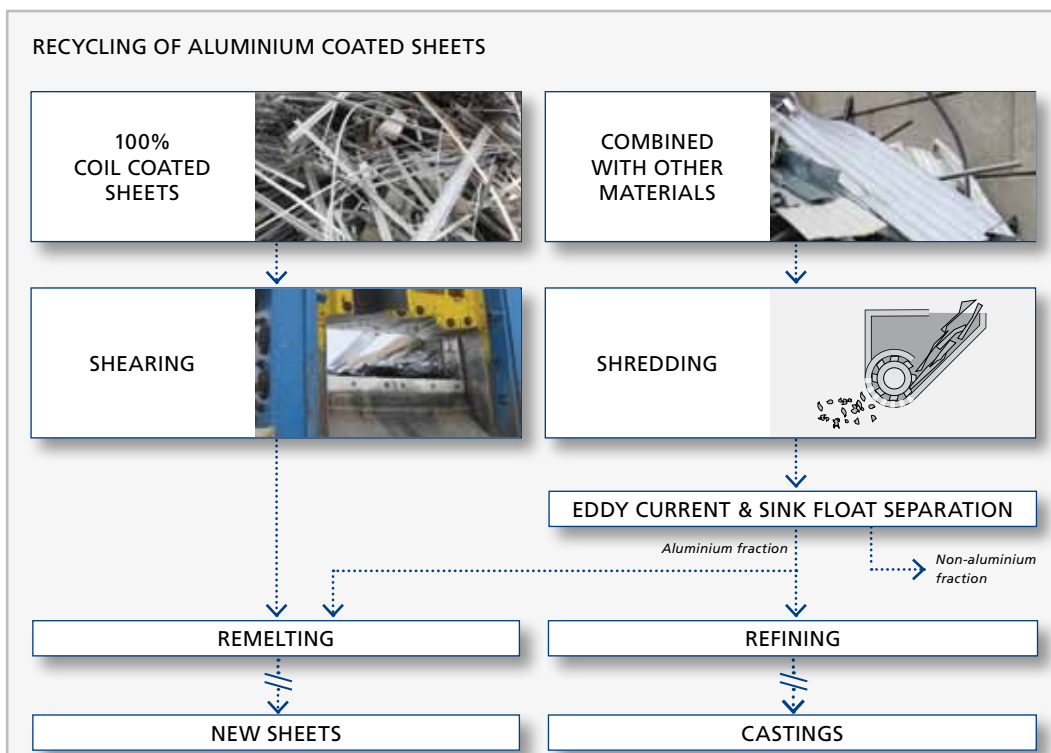 RECYCLING OF ALUMINIUM COATED SHEETS
100%
COIL COATED
SHEETS
COMBINED
WITH OTHER
MATERIALS
SHEARING
SHREDDING
EDDY CURRENT & SINK FLOAT SEPARATION
Aluminium fraction
Non-aluminium
fraction
REMELTING
REFINING
NEW SHEETS
CASTINGS